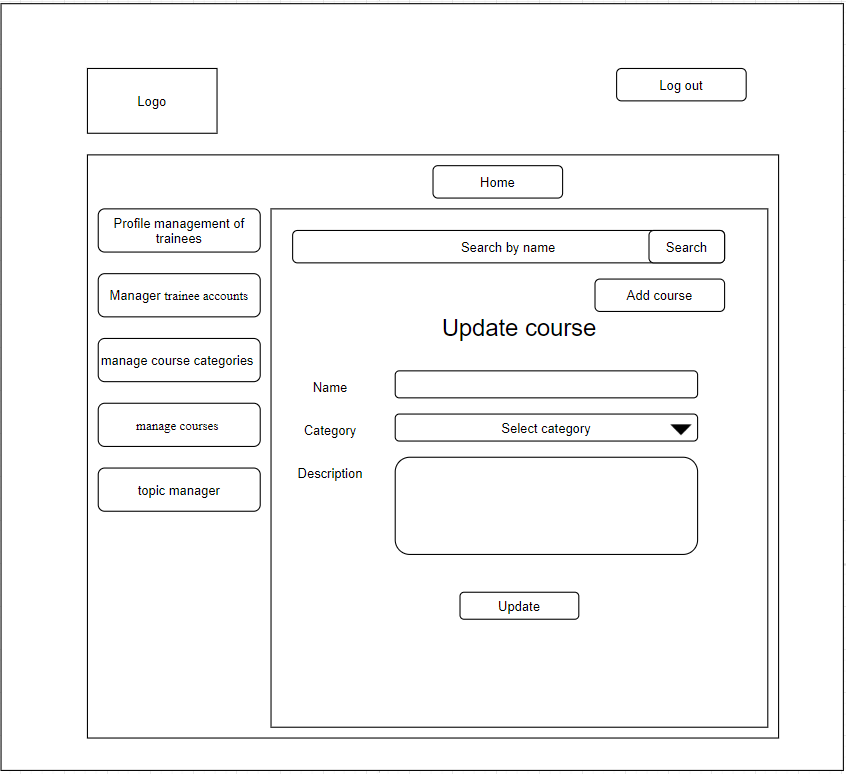 Logo
Log out
Home
Profile management of
trainees
Manager trainee accounts
manage course categories
manage courses
topic manager
Search by name
Search
Add course
Update course
Name
Category
Select category
Description
Update